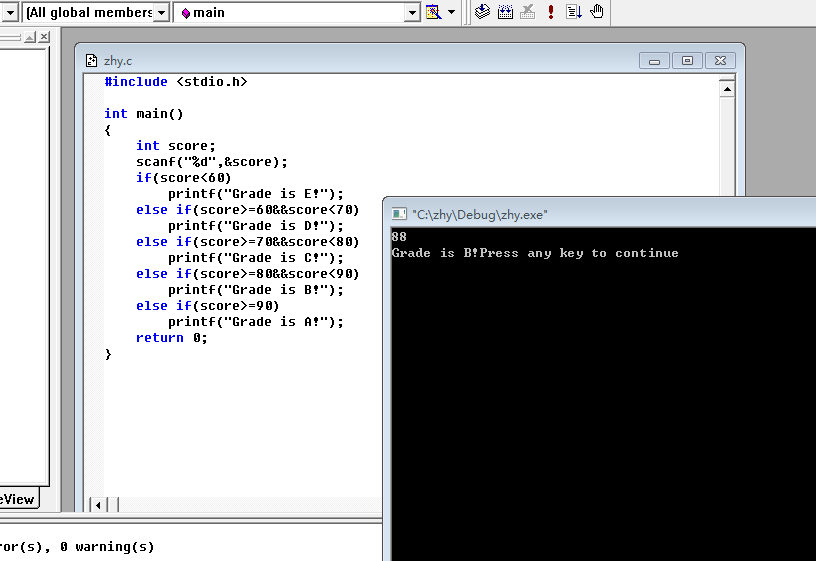 [All global members
main
zhy.c
#include <stdio.h>
int main()
{
int score;
scanf("%d",&score);
if(score<60)
printf("Grade is E!");
else if(score>=60&&score<70)
printf("Grade is D!");
else if(score>=70&&score<80)
printf("Grade is C!");
else if(score>=80&&score<90)
printf("Grade is B!");
else if(score>=90)
printf("Grade is A!");
return 0;
}
"C:\zhy\Debug\zhy.exe"
88
Grade is B!Press any key to continue
eView
ror(s), 0 warning(s)